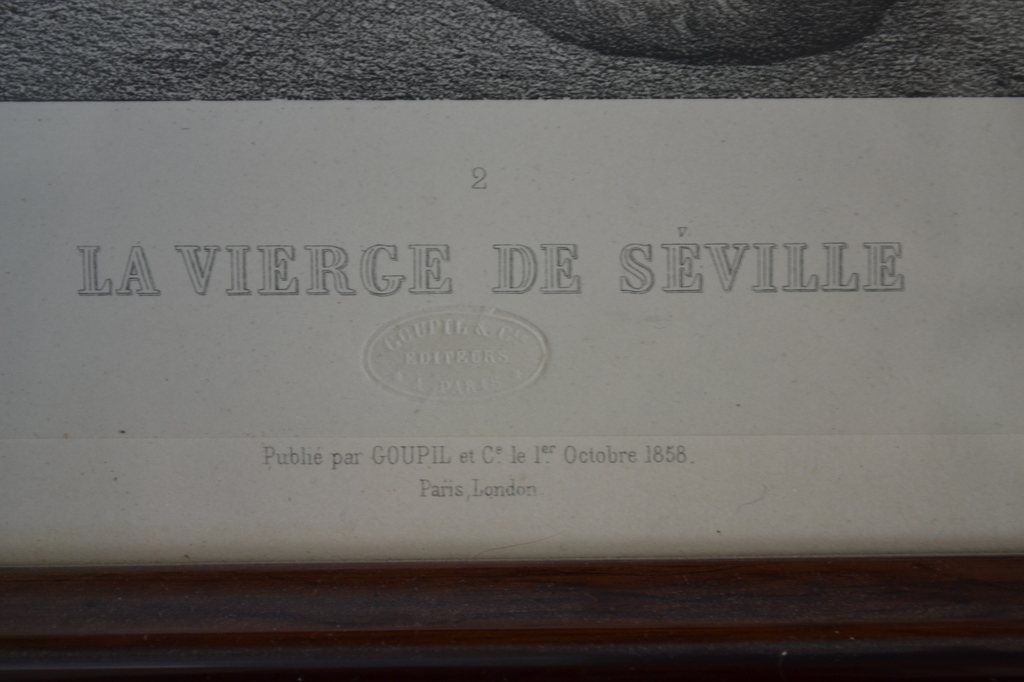 2
LA VIERGE DE SÉVILLE
GOUPIL & Cie
EDITEURS
PARIS
Publié par GOUPIL et Ce. le 1er. Octobre 1858.
Paris, London